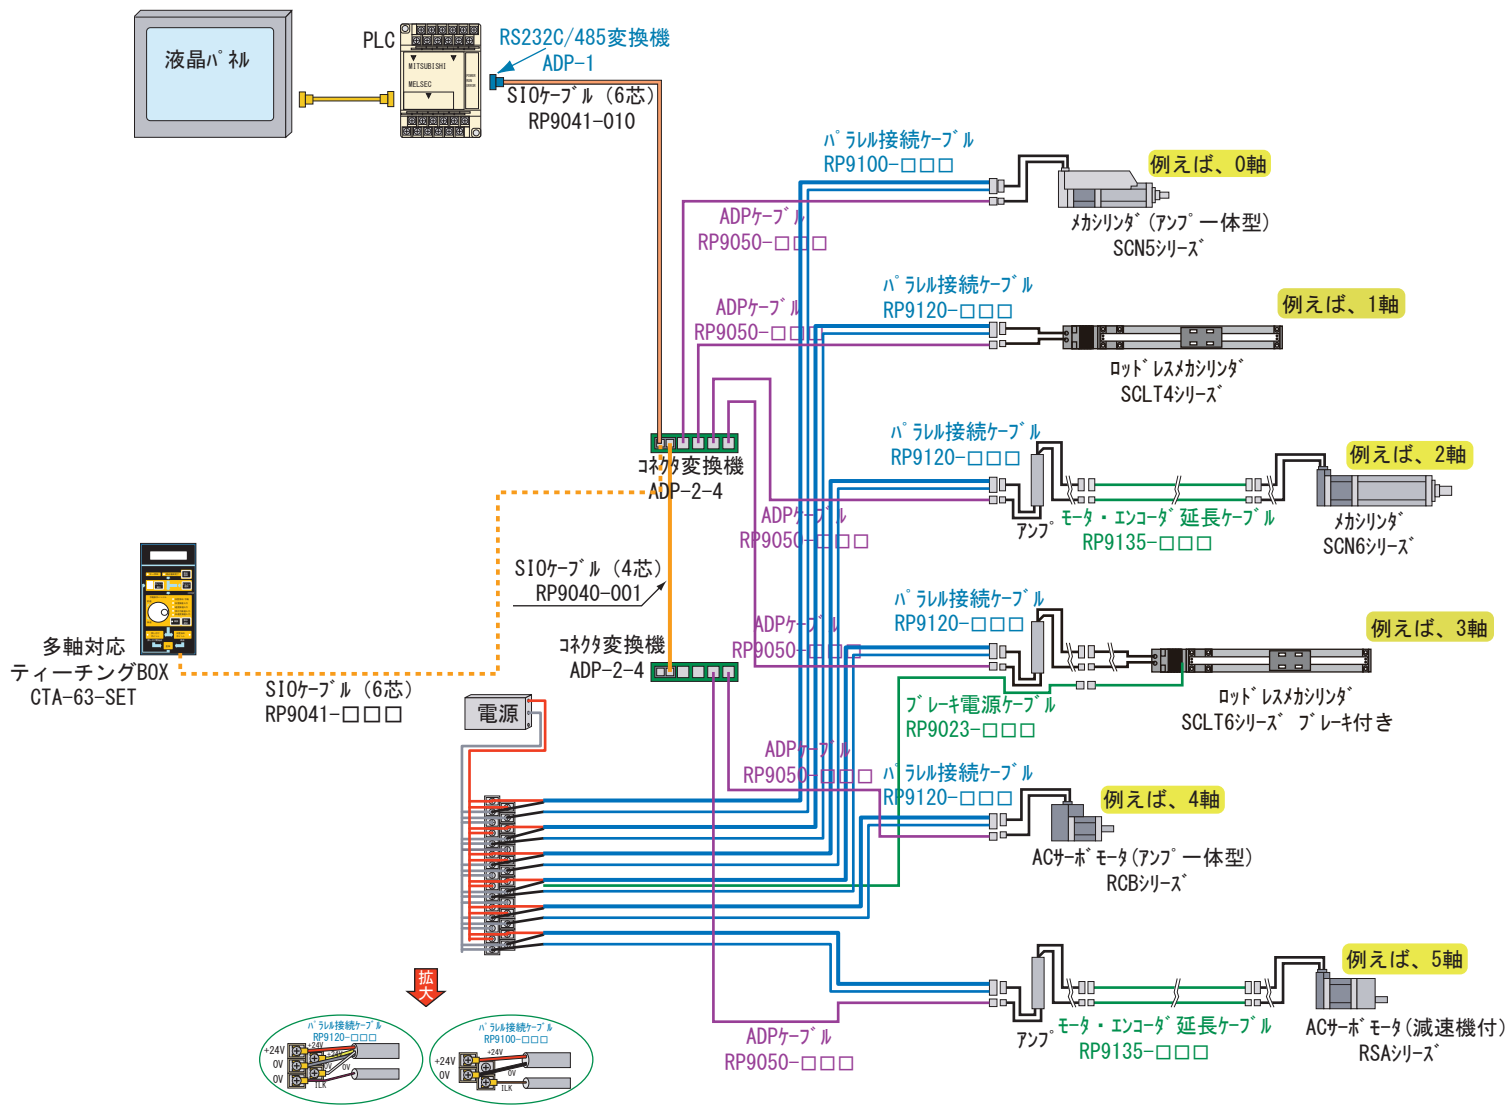 液晶パネル
PLC
MITSUBISHI
MELSEC
POWER
RUN
ERROR
RS232C/485変換機
ADP-1
SIOケーブル (6芯)
RP9041-010
パラレル接続ケーブル
RP9100-□□□
例えば、0軸
ADPケーブル
RP9050-□□□
メカシリンダ(アンプ一体型)
SCN5シリーズ
パラレル接続ケーブル
RP9120-□□□
例えば、1軸
ADPケーブル
RP9050-□□□
ロッドレスメカシリンダ
SCLT4シリーズ
パラレル接続ケーブル
RP9120-□□□
例えば、2軸
コネクタ変換機
ADP-2-4
ADPケーブル
RP9050-□□□
アンプ
モータ・エンコーダ延長ケーブル
RP9135-□□□
メカシリンダ
SCN6シリーズ
SIOケーブル (4芯)
RP9040-001
パラレル接続ケーブル
RP9120-□□□
例えば、3軸
ADPケーブル
RP9050-□□□
コネクタ変換機
ADP-2-4
多軸対応
ティーチングBOX
CTA-63-SET
SIOケーブル (6芯)
RP9041-□□□
電源
ブレーキ電源ケーブル
RP9023-□□□
ロッドレスメカシリンダ
SCLT6シリーズ ブレーキ付き
ADPケーブル
RP9050-□□□
パラレル接続ケーブル
RP9120-□□□
例えば、4軸
ACサーボモータ(アンプ一体型)
RCBシリーズ
例えば、5軸
拡大
アンプ
モータ・エンコーダ延長ケーブル
RP9135-□□□
ACサーボモータ(減速機付)
RSAシリーズ
ADPケーブル
RP9050-□□□
パラレル接続ケーブル
RP9120-□□□
+24V
0V
0V
+24V
+24V
0V
0V
ILK
パラレル接続ケーブル
RP9100-□□□
+24V
0V
+24V
0V
ILK